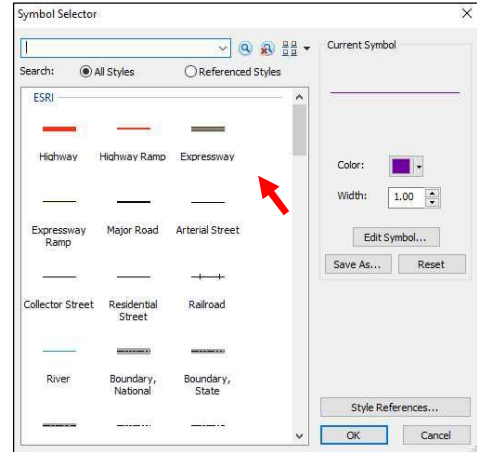 Symbol Selector
Search:
All Styles
Referenced Styles
ESRI
Highway
Highway Ramp
Expressway
Expressway
Ramp
Major Road
Arterial Street
Collector Street
Residential
Street
Railroad
River
Boundary,
National
Boundary,
State
Current Symbol
Color:
Width:
1.00
Edit Symbol...
Save As...
Reset
Style References...
OK
Cancel